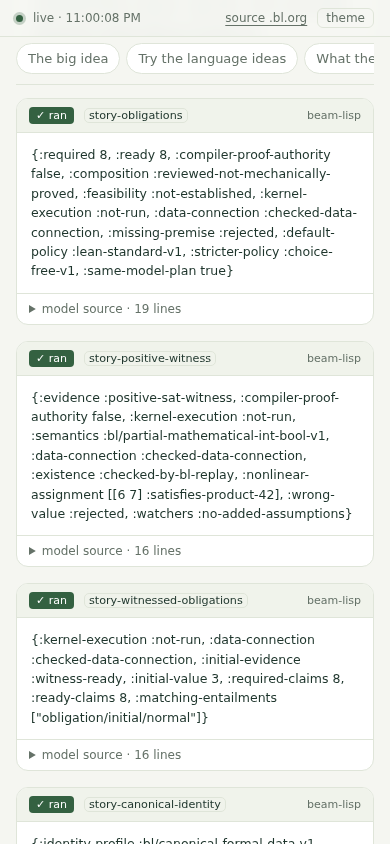 live · 11:00:08 PM
source .bl.org
theme
The big idea
Try the language ideas
What the
✓ ran
story-obligations
beam-lisp
{:required 8, :ready 8, :compiler-proof-authority
false, :composition :reviewed-not-mechanically-
proved, :feasibility :not-established, :kernel-
execution :not-run, :data-connection :checked-data-
connection, :missing-premise :rejected, :default-
policy :lean-standard-v1, :stricter-policy :choice-
free-v1, :same-model-plan true}
▶ model source · 19 lines
✓ ran
story-positive-witness
beam-lisp
{:evidence :positive-sat-witness, :compiler-proof-
authority false, :kernel-execution :not-run,
:semantics :bl/partial-mathematical-int-bool-v1,
:data-connection :checked-data-connection,
:existence :checked-by-bl-replay, :nonlinear-
assignment [[6 7] :satisfies-product-42], :wrong-
value :rejected, :watchers :no-added-assumptions}
▶ model source · 16 lines
✓ ran
story-witnessed-obligations
beam-lisp
{:kernel-execution :not-run, :data-connection
:checked-data-connection, :initial-evidence
:witness-ready, :initial-value 3, :required-claims 8,
:ready-claims 8, :matching-entailments
["obligation/initial/normal"]}
▶ model source · 16 lines
✓ ran
story-canonical-identity
beam-lisp
{:identity-profile :bl/canonical-formal-data-v1